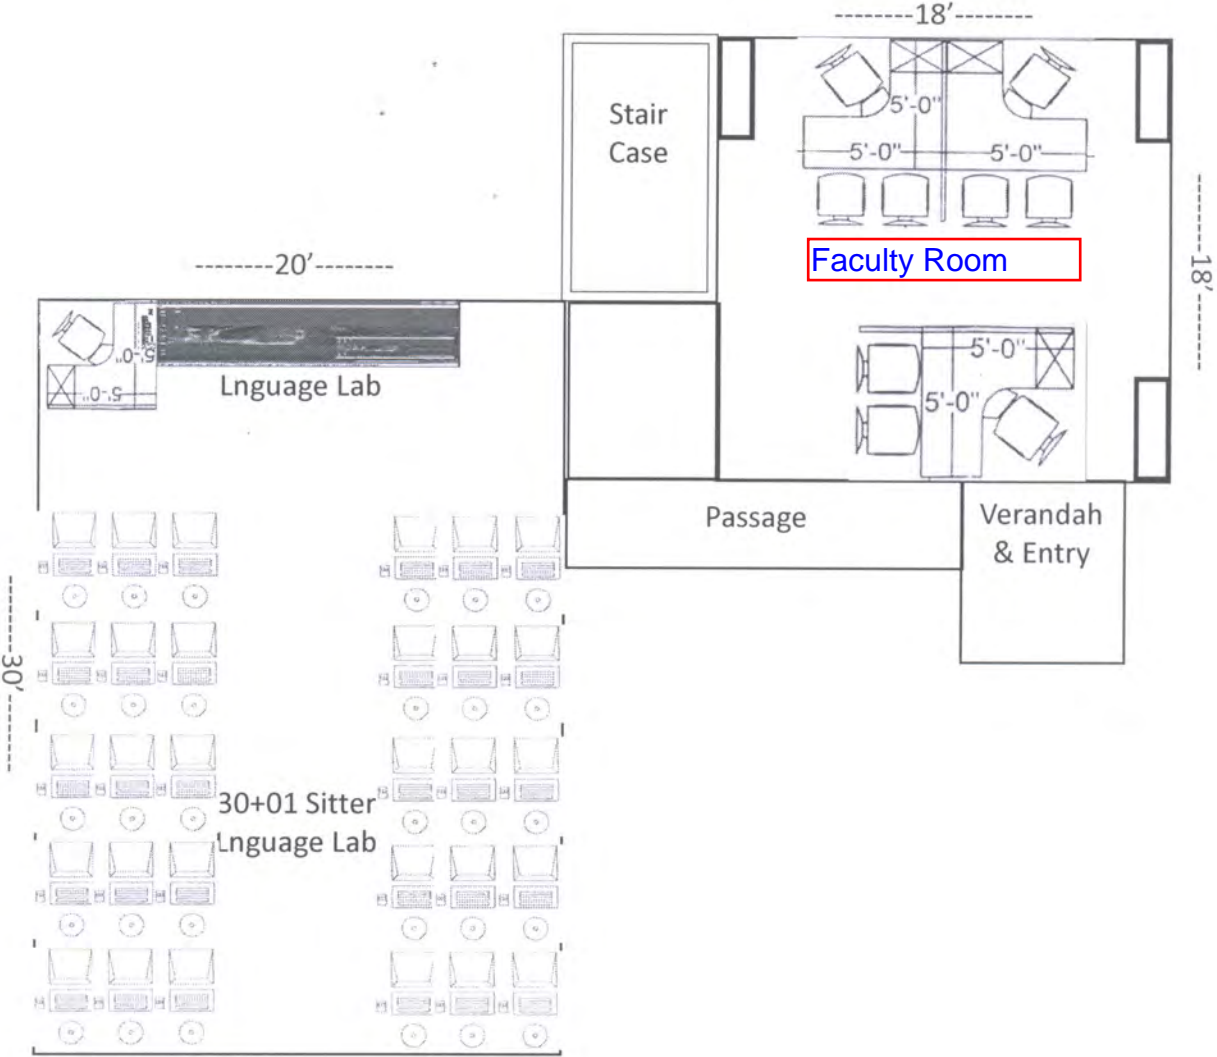 --------18’--------
Stair
Case
5'-0"
5'-0"
5'-0"
Faculty Room
--------18’--------
--------20’--------
5'-0"
5'-0"
Lnguage Lab
5'-0"
5'-0"
Passage
Verandah
& Entry
--------30’--------
30+01 Sitter
Lnguage Lab